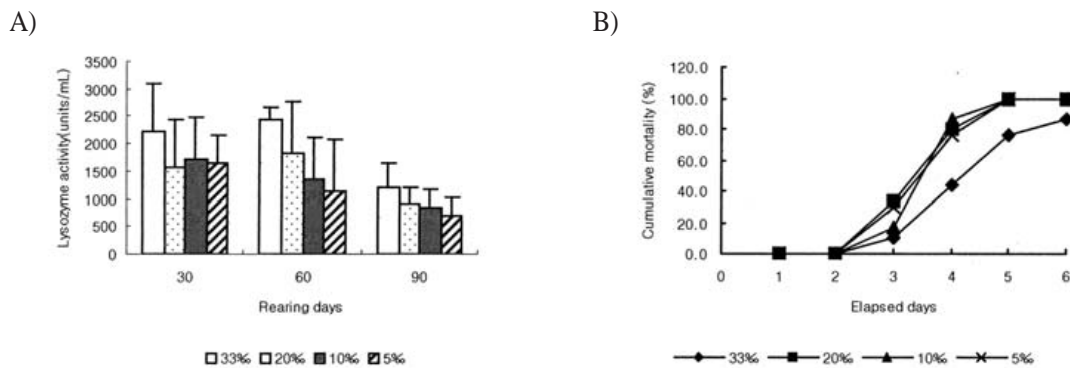 A)
B)
Lysozyme activity(units/mL)
3500
3000
2500
2000
1500
1000
500
0
30
60
90
Rearing days
33‰ 20‰ 10‰ 5‰
Cumulative mortality (%)
120.0
100.0
80.0
60.0
40.0
20.0
0.0
0 1 2 3 4 5 6
Elapsed days
33‰ 20‰ 10‰ 5‰